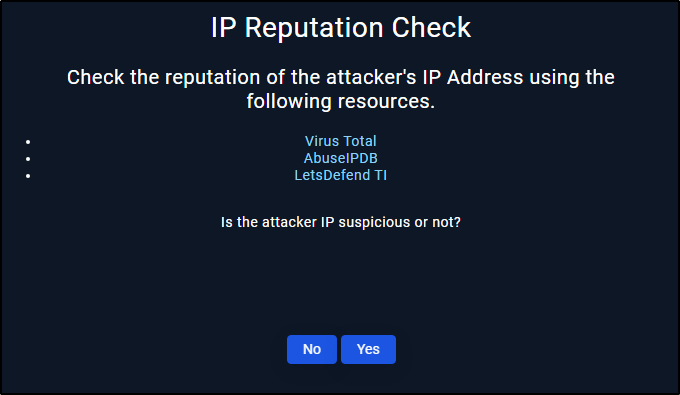 IP Reputation Check
Check the reputation of the attacker's IP Address using the
following resources.
Virus Total
AbuseIPDB
LetsDefend TI
Is the attacker IP suspicious or not?
No Yes